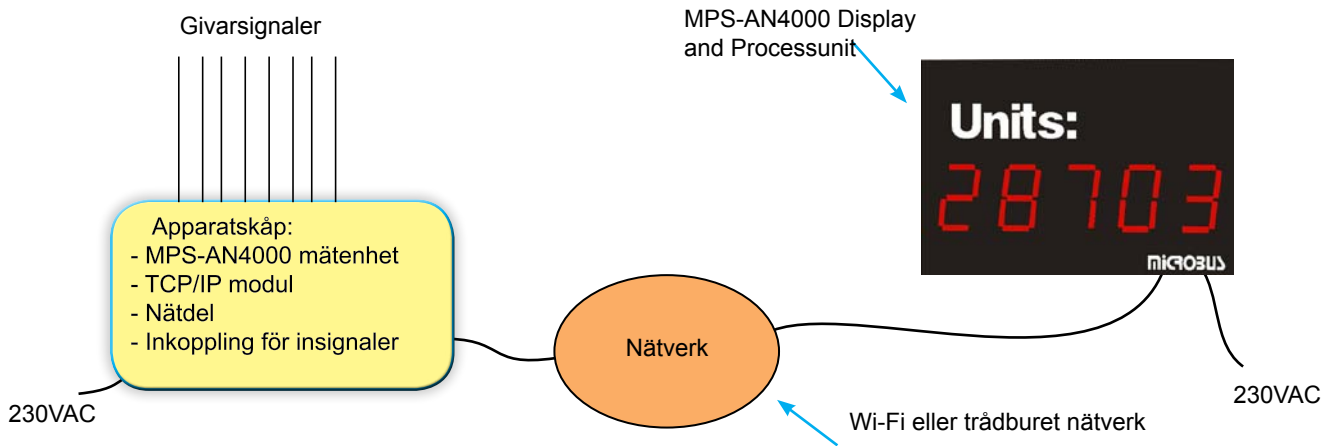 Givarsignaler
MPS-AN4000 Display
and Processunit
Units:
28703
MICROBUS
Apparatskåp:
- MPS-AN4000 mätenhet
- TCP/IP modul
- Nätdel
- Inkoppling för insignaler
Nätverk
230VAC
230VAC
Wi-Fi eller trådburet nätverk